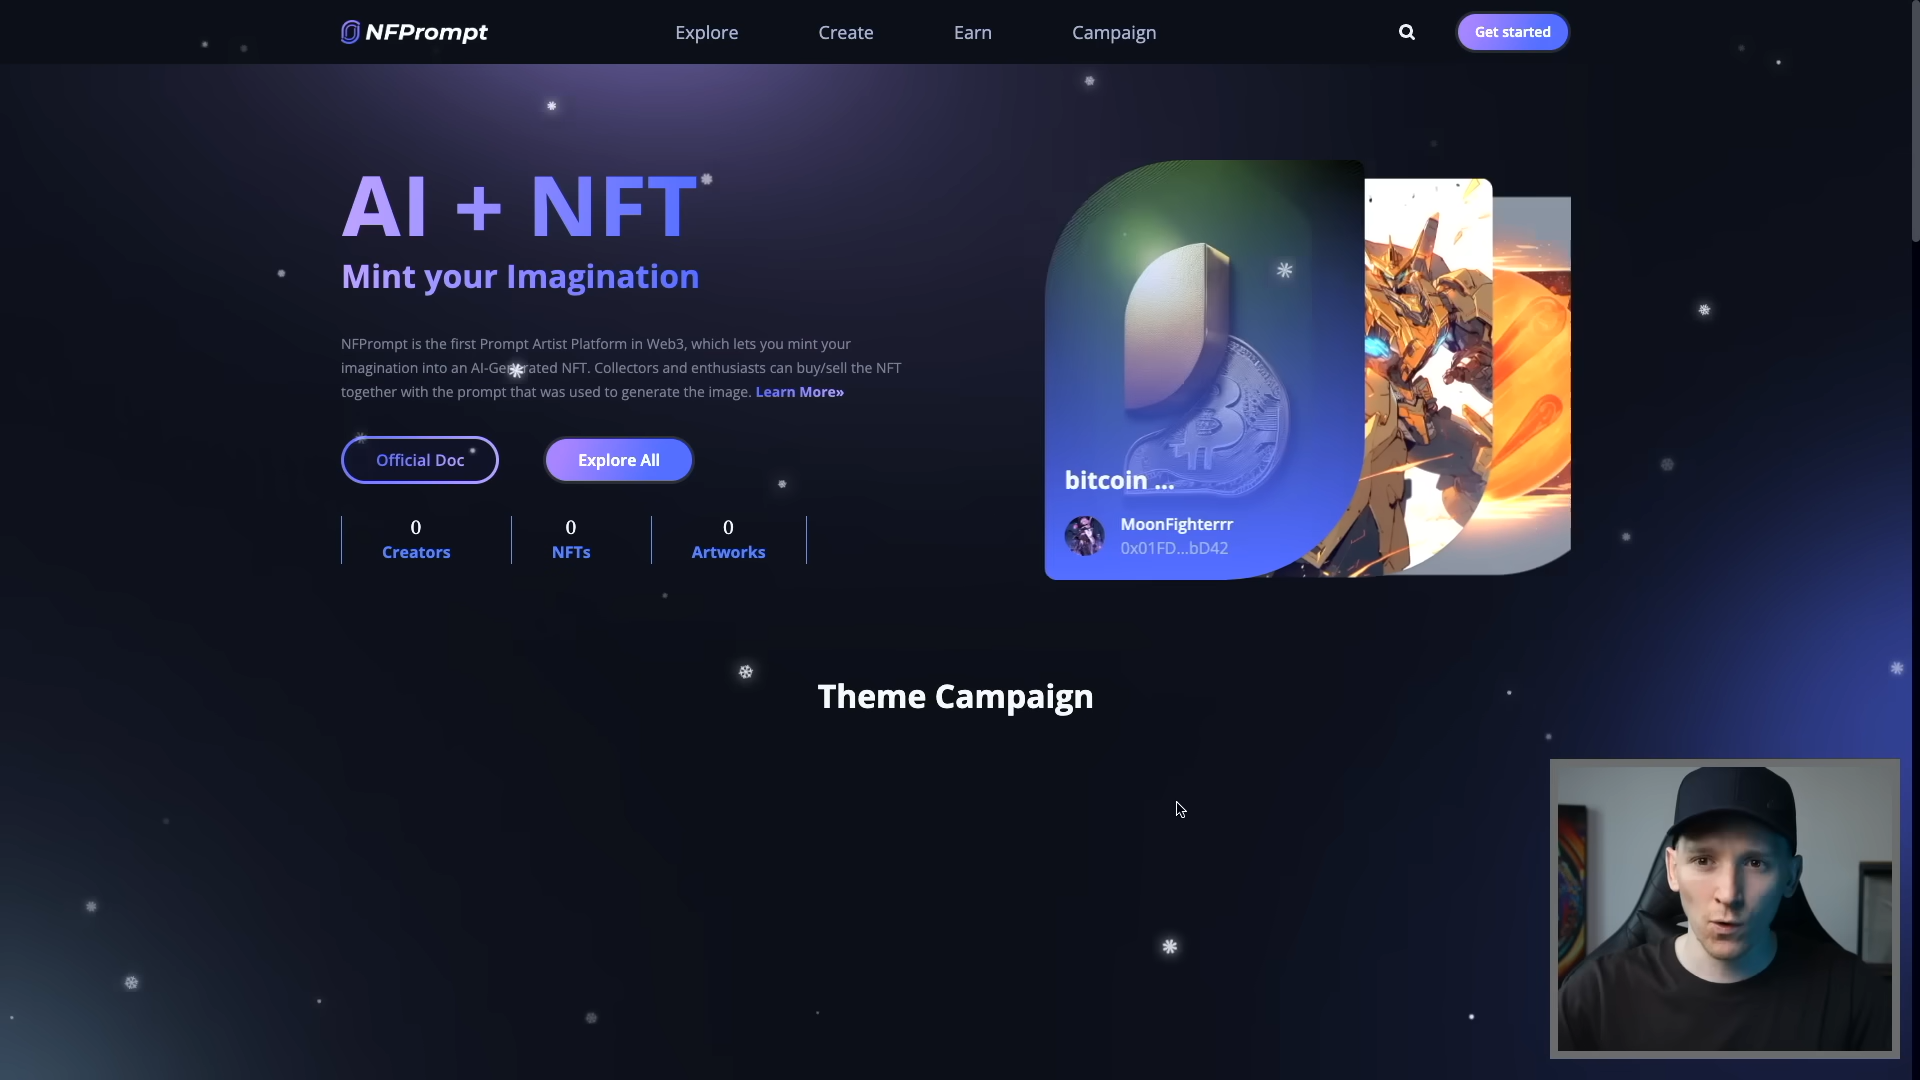 NFPrompt
Explore
Create
Earn
Campaign
Get started
AI + NFT
Mint your Imagination
NFPrompt is the first Prompt Artist Platform in Web3, which lets you mint your
imagination into an AI-Generated NFT. Collectors and enthusiasts can buy/sell the NFT
together with the prompt that was used to generate the image. Learn More»
Official Doc
Explore All
0
Creators
0
NFTs
0
Artworks
bitcoin ...
MoonFighterrr
0x01FD...bD42
Theme Campaign